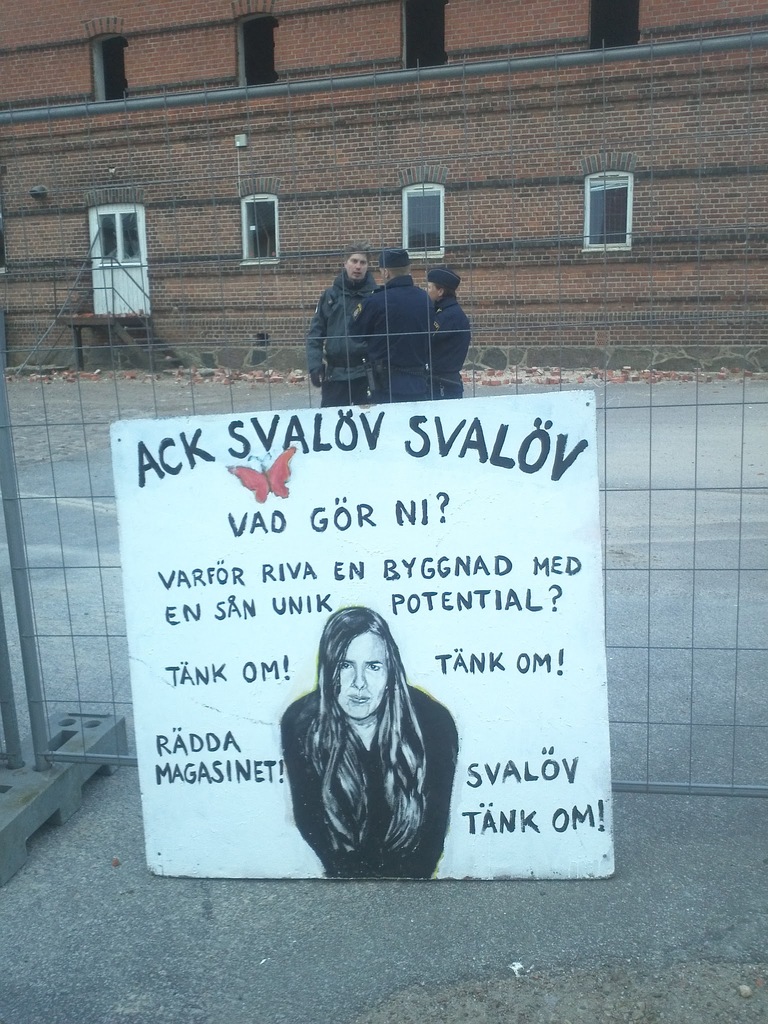 ACK SVALÖV SVALÖV
VAD GÖR NI?
VARFÖR RIVA EN BYGGNAD MED
EN SÅN UNIK POTENTIAL?
TÄNK OM! TÄNK OM!
RÄDDA
MAGASINET!
SVALÖV
TÄNK OM!